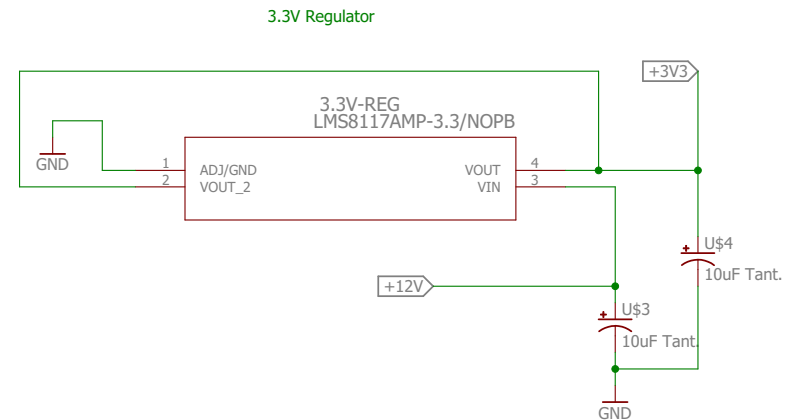 3.3V Regulator
+3V3
3.3V-REG
LMS8117AMP-3.3/NOPB
GND
1
ADJ/GND
VOUT
4
2
VOUT_2
VIN
3
+
U$4
10uF Tant.
+12V
+
U$3
10uF Tant.
GND